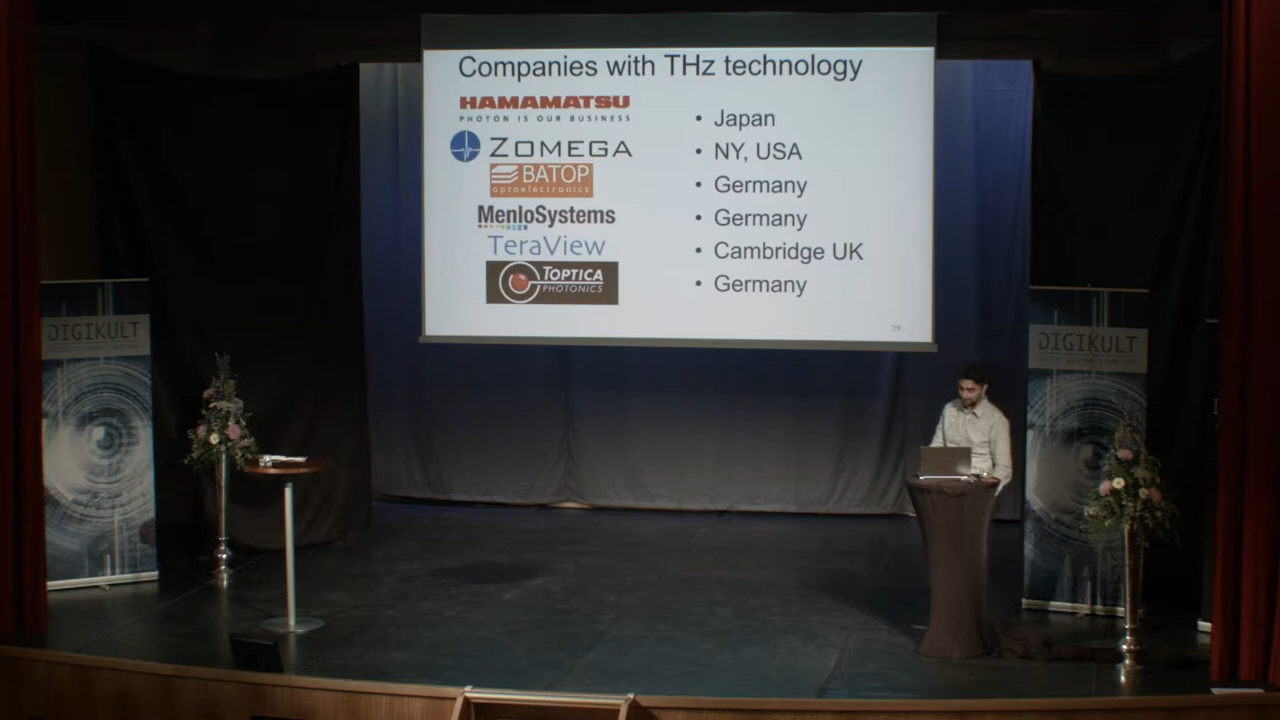 Companies with THz technology
HAMAMATSU
PHOTON IS OUR BUSINESS
ZOMEGA
BATOP
optoelectronics
MenloSystems
TeraView
TOPTICA
PHOTONICS
• Japan
• NY, USA
• Germany
• Germany
• Cambridge UK
• Germany
29
DIGIKULT
DIGIKULT